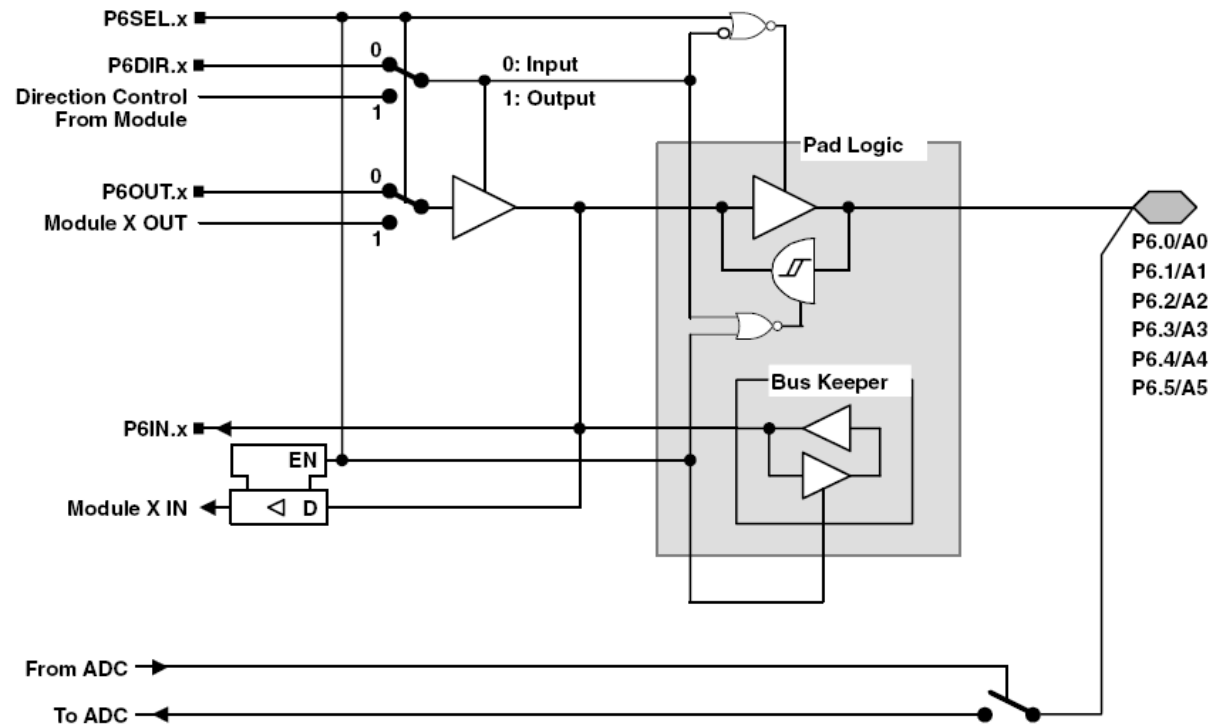 P6SEL.x
P6DIR.x
0
0: Input
Direction Control
From Module
1
1: Output
Pad Logic
P6OUT.x
0
Module X OUT
1
P6.0/A0
P6.1/A1
P6.2/A2
P6.3/A3
P6.4/A4
P6.5/A5
Bus Keeper
P6IN.x
EN
Module X IN
D
From ADC
To ADC